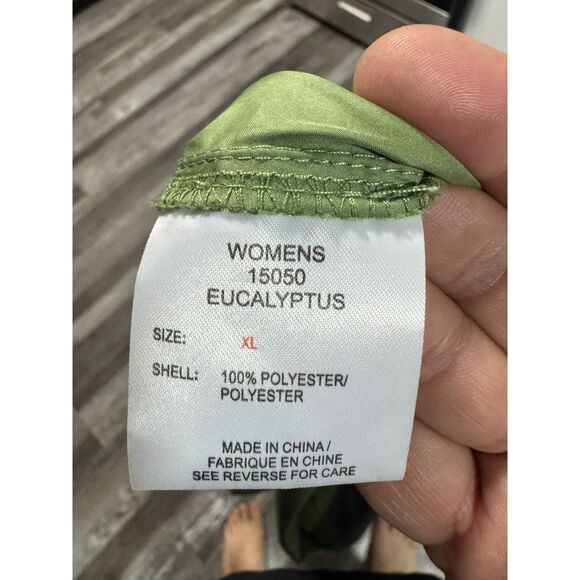 WOMENS
15050
EUCALYPTUS
SIZE: XL
SHELL: 100% POLYESTER/
POLYESTER
MADE IN CHINA /
FABRIQUE EN CHINE
SEE REVERSE FOR CARE